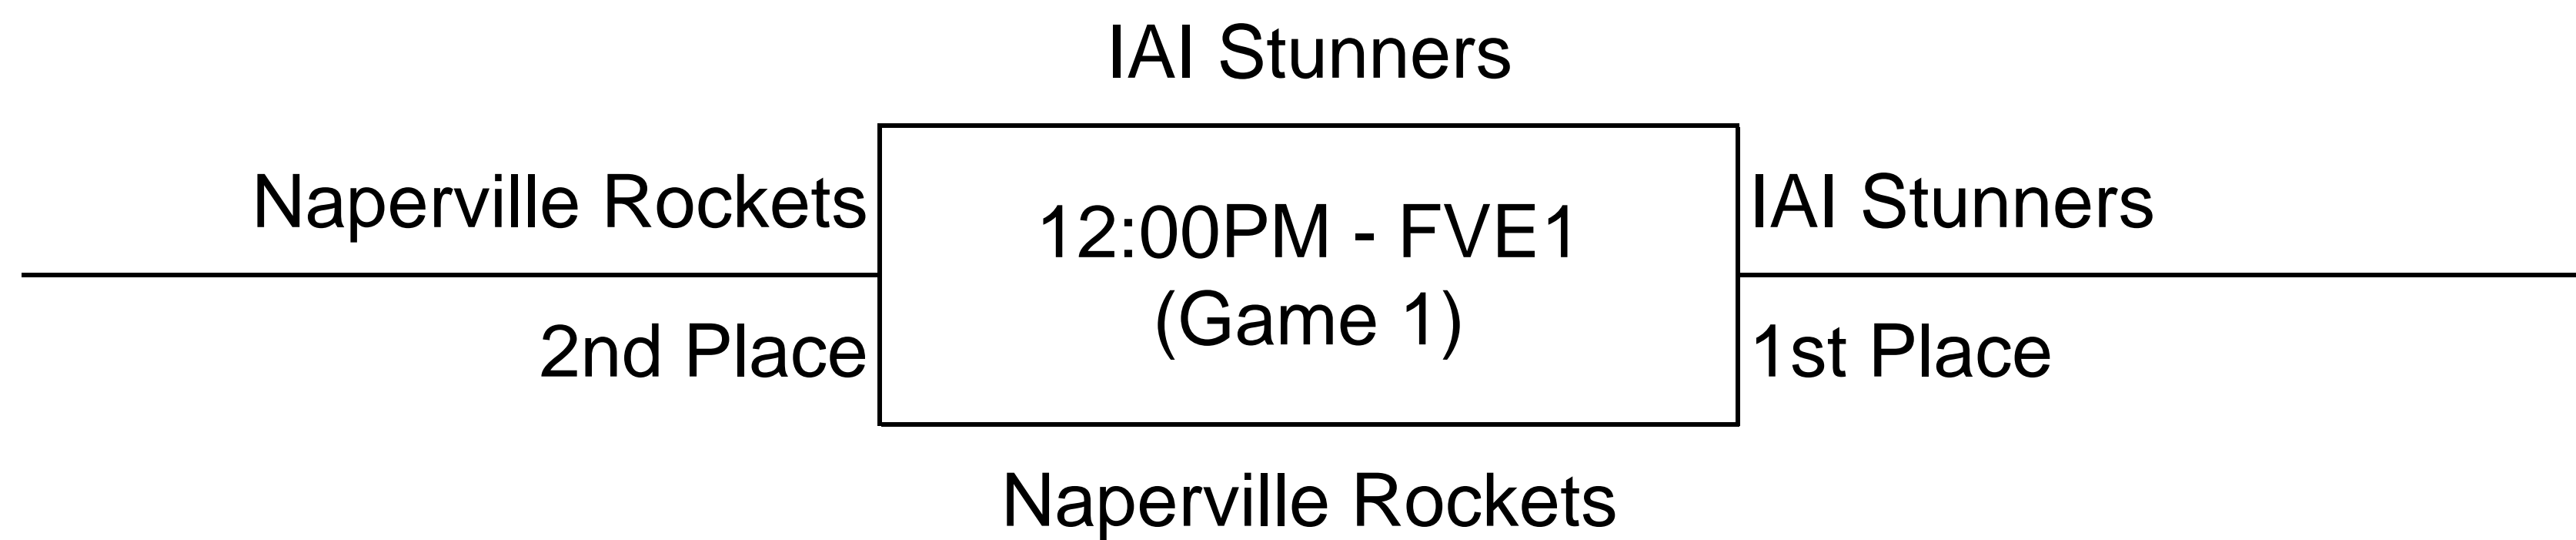 IAI Stunners
Naperville Rockets
12:00PM - FVE1
(Game 1)
IAI Stunners
2nd Place
1st Place
Naperville Rockets